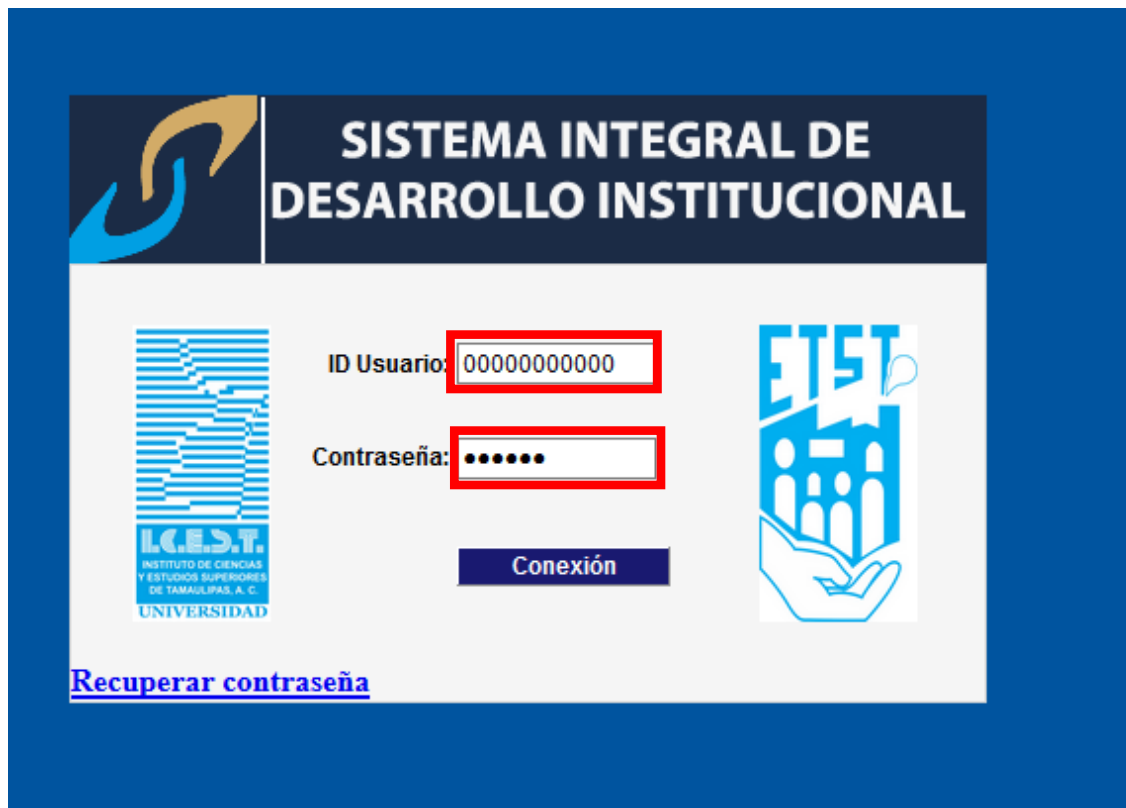 SISTEMA INTEGRAL DE
DESARROLLO INSTITUCIONAL
ID Usuario: 00000000000
Contraseña: ••••••
Conexión
I.C.E.S.T.
INSTITUTO DE CIENCIAS
Y ESTUDIOS SUPERIORES
DE TAMAULIPAS, A. C.
UNIVERSIDAD
ETST
Recuperar contraseña